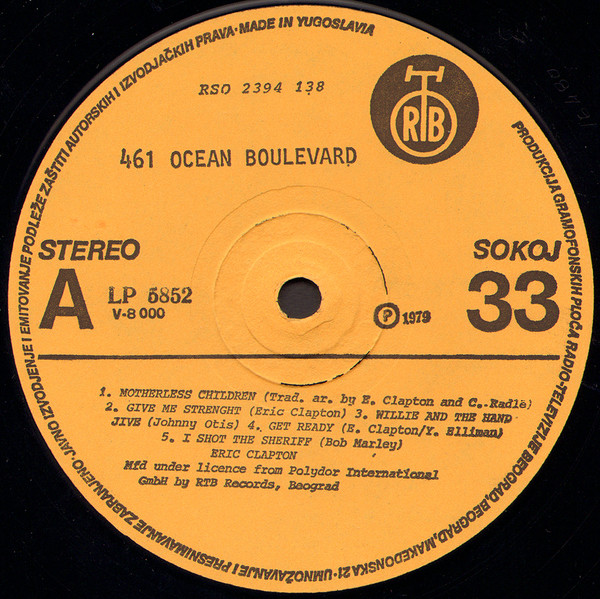 JAVNO IZVODJENJE I EMITOVANJE PODLEŽE ZAŠTITI AUTORSKIH I IZVODJAČKIH PRAVA · MADE IN YUGOSLAVIA
RSO 2394 138
RTB
461 OCEAN BOULEVARD
STEREO
SOKOJ
A
LP 5852
V-8 000
℗ 1979
33
1. MOTHERLESS CHILDREN (Trad. ar. by E. Clapton and C. Radle)
2. GIVE ME STRENGHT (Eric Clapton) 3. WILLIE AND THE HAND
JIVE (Johnny Otis) 4. GET READY (E. Clapton/Y. Elliman)
5. I SHOT THE SHERIFF (Bob Marley)
ERIC CLAPTON
Mfd under licence from Polydor International
GmbH by RTB Records, Beograd
PRODUKCIJA GRAMOFONSKIH PLOČA RADIO-TELEVIZIJE BEOGRAD, BEOGRAD, MAKEDONSKA 21 · UMNOŽAVANJE I PRESNIMAVANJE ZABRANJENO ·